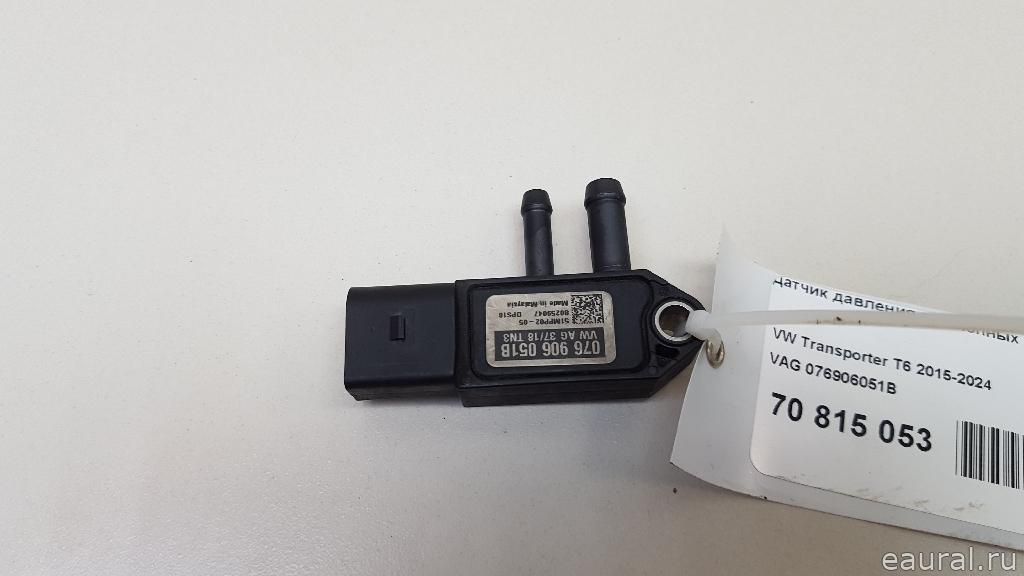 076 906 051B
VW AG 37/18 TN3
51MPP02-05
80259047 DPS18
Made in Malaysia
Датчик давления
VW Transporter T6 2015-2024
VAG 076906051B
70 815 053
eaural.ru